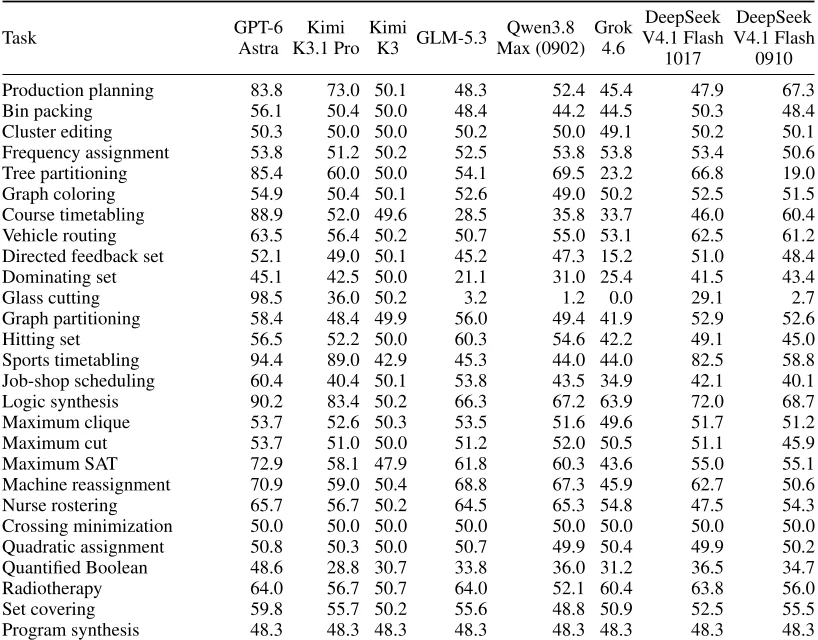 Task GPT-6 Astra Kimi K3.1 Pro Kimi K3 GLM-5.3 Qwen3.8 Max (0902) Grok 4.6 DeepSeek V4.1 Flash 1017 DeepSeek V4.1 Flash 0910
Production planning 83.8 73.0 50.1 48.3 52.4 45.4 47.9 67.3
Bin packing 56.1 50.4 50.0 48.4 44.2 44.5 50.3 48.4
Cluster editing 50.3 50.0 50.0 50.2 50.0 49.1 50.2 50.1
Frequency assignment 53.8 51.2 50.2 52.5 53.8 53.8 53.4 50.6
Tree partitioning 85.4 60.0 50.0 54.1 69.5 23.2 66.8 19.0
Graph coloring 54.9 50.4 50.1 52.6 49.0 50.2 52.5 51.5
Course timetabling 88.9 52.0 49.6 28.5 35.8 33.7 46.0 60.4
Vehicle routing 63.5 56.4 50.2 50.7 55.0 53.1 62.5 61.2
Directed feedback set 52.1 49.0 50.1 45.2 47.3 15.2 51.0 48.4
Dominating set 45.1 42.5 50.0 21.1 31.0 25.4 41.5 43.4
Glass cutting 98.5 36.0 50.2 3.2 1.2 0.0 29.1 2.7
Graph partitioning 58.4 48.4 49.9 56.0 49.4 41.9 52.9 52.6
Hitting set 56.5 52.2 50.0 60.3 54.6 42.2 49.1 45.0
Sports timetabling 94.4 89.0 42.9 45.3 44.0 44.0 82.5 58.8
Job-shop scheduling 60.4 40.4 50.1 53.8 43.5 34.9 42.1 40.1
Logic synthesis 90.2 83.4 50.2 66.3 67.2 63.9 72.0 68.7
Maximum clique 53.7 52.6 50.3 53.5 51.6 49.6 51.7 51.2
Maximum cut 53.7 51.0 50.0 51.2 52.0 50.5 51.1 45.9
Maximum SAT 72.9 58.1 47.9 61.8 60.3 43.6 55.0 55.1
Machine reassignment 70.9 59.0 50.4 68.8 67.3 45.9 62.7 50.6
Nurse rostering 65.7 56.7 50.2 64.5 65.3 54.8 47.5 54.3
Crossing minimization 50.0 50.0 50.0 50.0 50.0 50.0 50.0 50.0
Quadratic assignment 50.8 50.3 50.0 50.7 49.9 50.4 49.9 50.2
Quantified Boolean 48.6 28.8 30.7 33.8 36.0 31.2 36.5 34.7
Radiotherapy 64.0 56.7 50.7 64.0 52.1 60.4 63.8 56.0
Set covering 59.8 55.7 50.2 55.6 48.8 50.9 52.5 55.5
Program synthesis 48.3 48.3 48.3 48.3 48.3 48.3 48.3 48.3